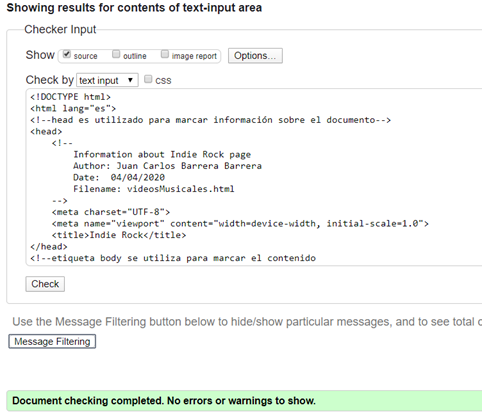 Showing results for contents of text-input area
Checker Input
Show source outline image report Options...
Check by text input css
<!DOCTYPE html>
<html lang="es">
<!--head es utilizado para marcar información sobre el documento-->
<head>
<!--
Information about Indie Rock page
Author: Juan Carlos Barrera Barrera
Date: 04/04/2020
Filename: videosMusicales.html
-->
<meta charset="UTF-8">
<meta name="viewport" content="width=device-width, initial-scale=1.0">
<title>Indie Rock</title>
</head>
<!--etiqueta body se utiliza para marcar el contenido
Check
Use the Message Filtering button below to hide/show particular messages, and to see total
Message Filtering
Document checking completed. No errors or warnings to show.